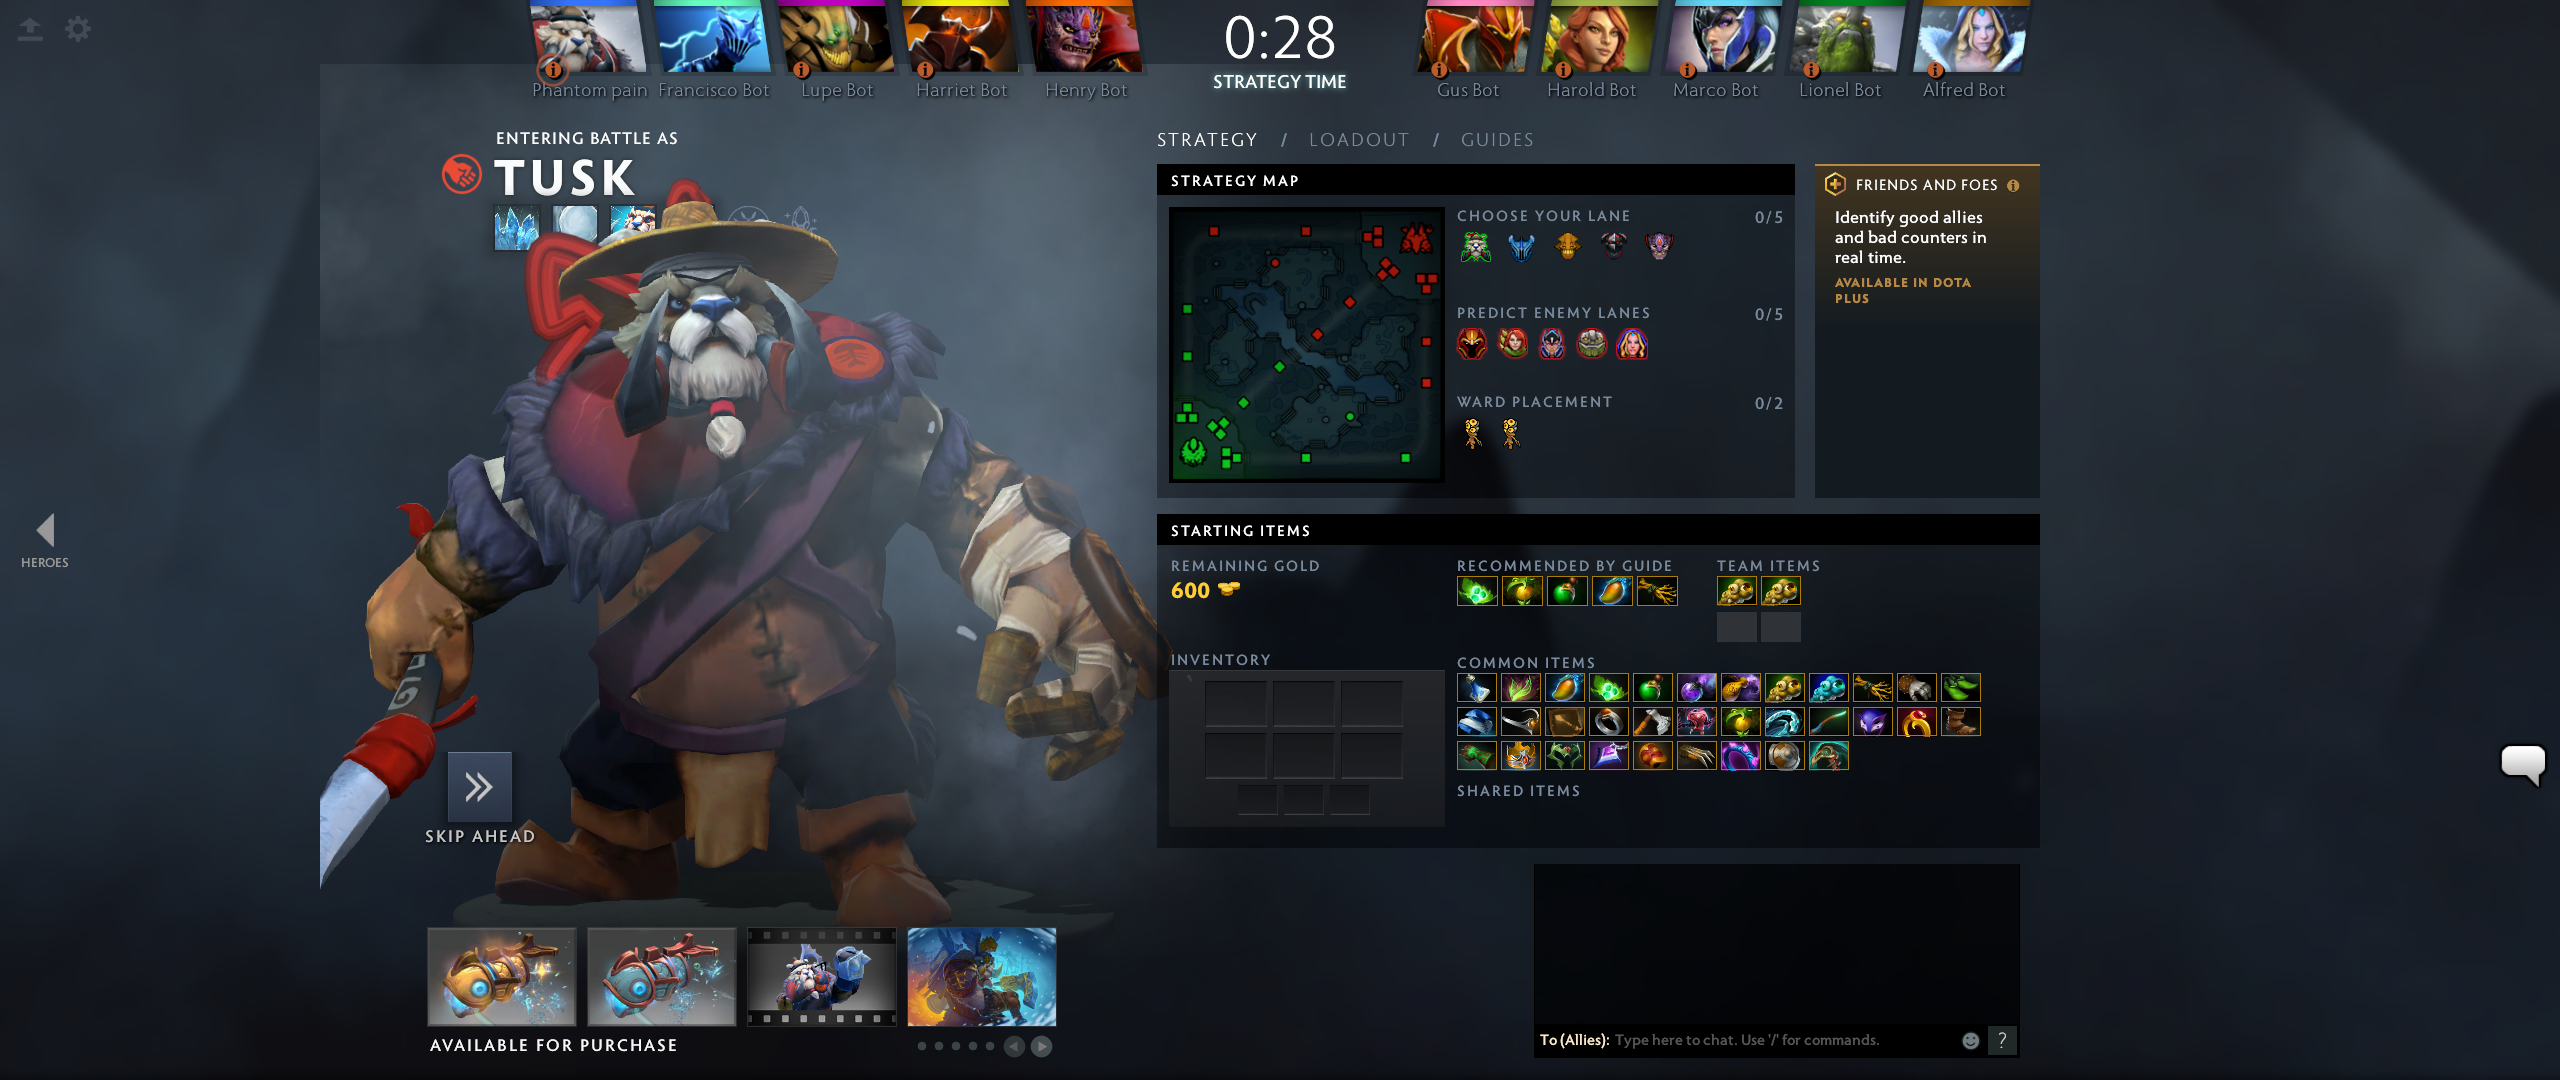 0:28
STRATEGY TIME
Phantom pain
Francisco Bot
Lupe Bot
Harriet Bot
Henry Bot
Gus Bot
Harold Bot
Marco Bot
Lionel Bot
Alfred Bot
ENTERING BATTLE AS
TUSK
HEROES
SKIP AHEAD
AVAILABLE FOR PURCHASE
STRATEGY / LOADOUT / GUIDES
STRATEGY MAP
CHOOSE YOUR LANE 0/5
PREDICT ENEMY LANES 0/5
WARD PLACEMENT 0/2
FRIENDS AND FOES
Identify good allies
and bad counters in
real time.
AVAILABLE IN DOTA
PLUS
STARTING ITEMS
REMAINING GOLD
600
RECOMMENDED BY GUIDE
TEAM ITEMS
INVENTORY
COMMON ITEMS
SHARED ITEMS
To (Allies): Type here to chat. Use '/' for commands.
?